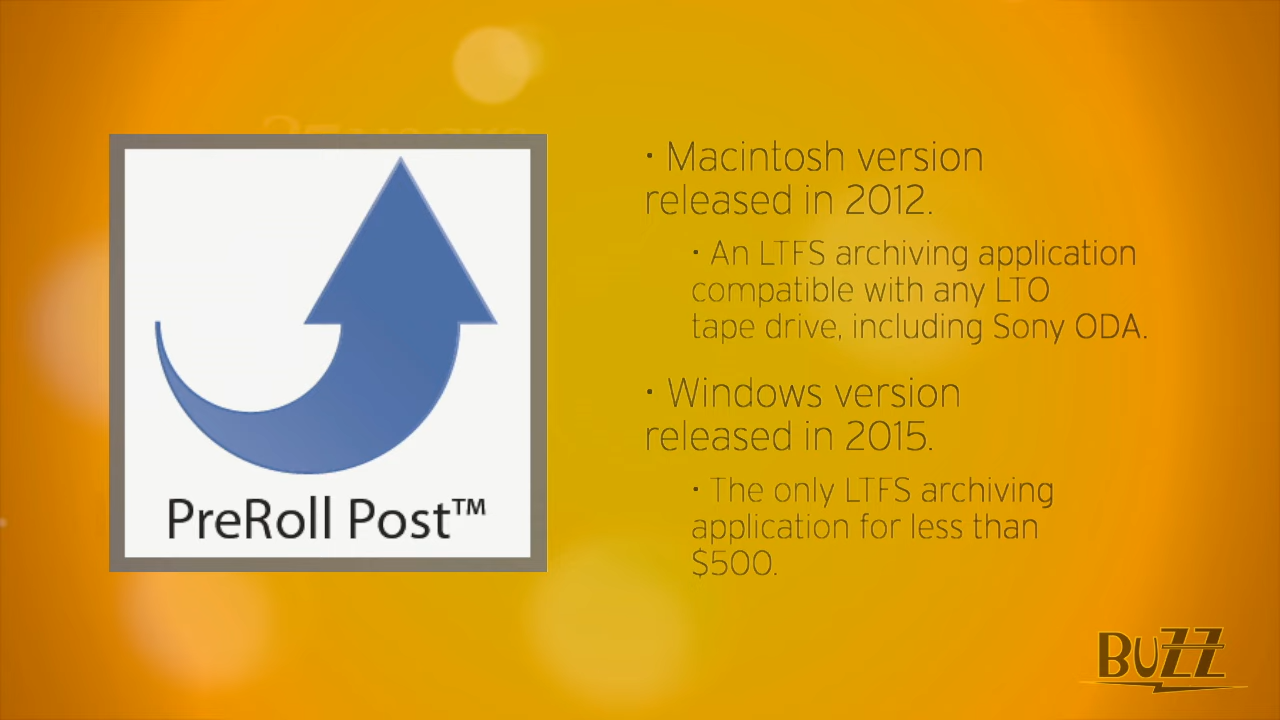 PreRoll Post™
· Macintosh version
released in 2012.
· An LTFS archiving application
compatible with any LTO
tape drive, including Sony ODA.
· Windows version
released in 2015.
· The only LTFS archiving
application for less than
$500.
BUZZ